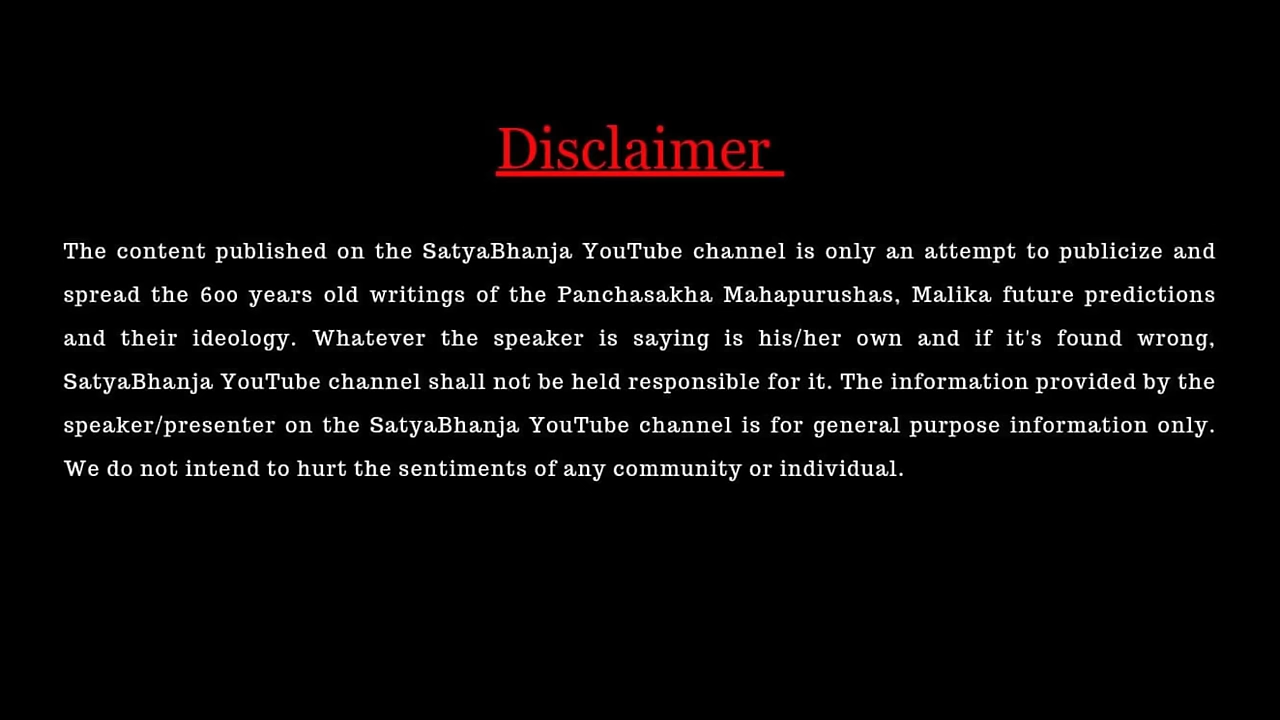 Disclaimer
The content published on the SatyaBhanja YouTube channel is only an attempt to publicize and
spread the 600 years old writings of the Panchasakha Mahapurushas, Malika future predictions
and their ideology. Whatever the speaker is saying is his/her own and if it's found wrong,
SatyaBhanja YouTube channel shall not be held responsible for it. The information provided by the
speaker/presenter on the SatyaBhanja YouTube channel is for general purpose information only.
We do not intend to hurt the sentiments of any community or individual.